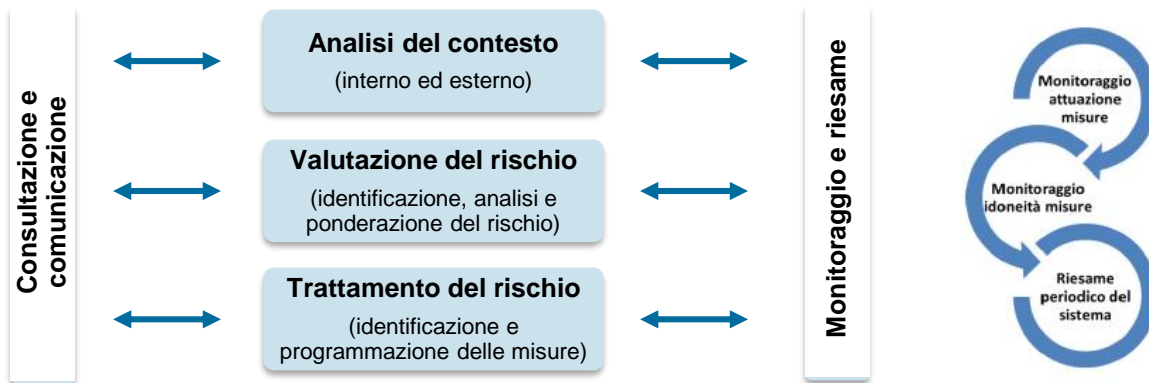 Consultazione e
comunicazione
Analisi del contesto
(interno ed esterno)
Valutazione del rischio
(identificazione, analisi e
ponderazione del rischio)
Trattamento del rischio
(identificazione e
programmazione delle misure)
Monitoraggio e riesame
Monitoraggio
attuazione
misure
Monitoraggio
idoneità misure
Riesame
periodico del
sistema